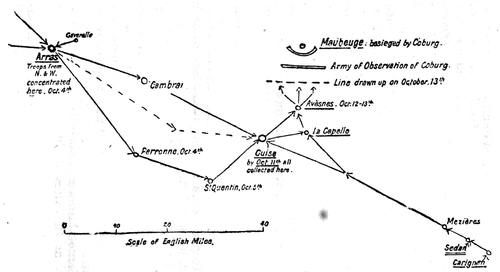 Gavrelle
Arras
Troops from
N. & W.
concentrated
here, Oct. 4th
Cambrai
Maubeuge: besieged by Coburg.
Army of Observation of Coburg.
Line drawn up on October. 13th
Avesnes, Oct. 12-13th
La Capelle
Guise
by Oct 11th all
collected here.
Perronne, Oct. 4th
St Quentin, Oct. 5th
0 10 20 40
Scale of English Miles.
Mezières
Sedan
Carignan